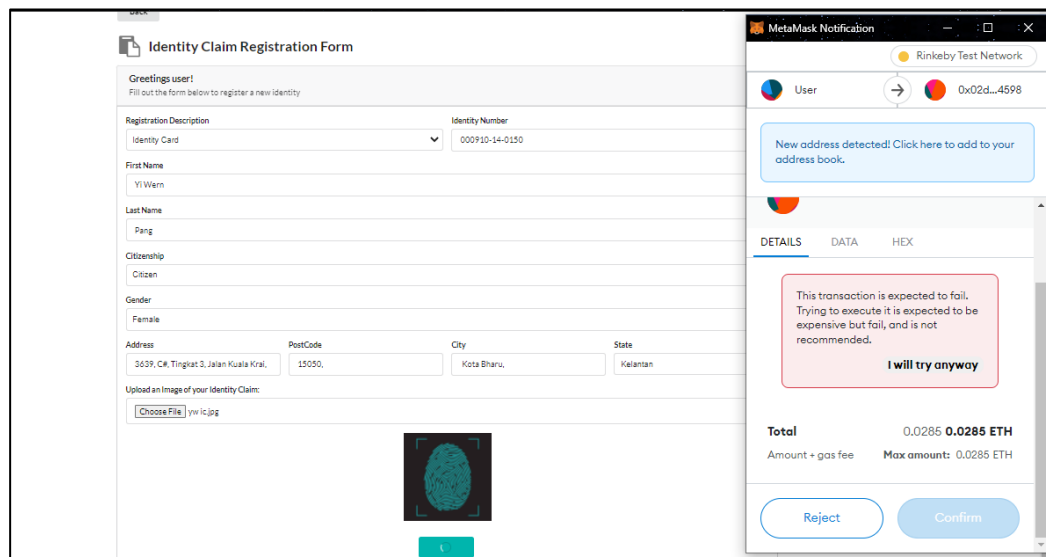 Back
Identity Claim Registration Form
Greetings user!
Fill out the form below to register a new identity
Registration Description
Identity Number
Identity Card
000910-14-0150
First Name
Yi Wern
Last Name
Pang
Citizenship
Citizen
Gender
Female
Address
PostCode
City
State
3639, C#, Tingkat 3, Jalan Kuala Krai,
15050,
Kota Bharu,
Kelantan
Upload an Image of your Identity Claim:
Choose File yw ic.jpg
MetaMask Notification
Rinkeby Test Network
User
0x02d...4598
New address detected! Click here to add to your
address book.
DETAILS
DATA
HEX
This transaction is expected to fail.
Trying to execute it is expected to be
expensive but fail, and is not
recommended.
I will try anyway
Total
0.0285 0.0285 ETH
Amount + gas fee
Max amount: 0.0285 ETH
Reject
Confirm